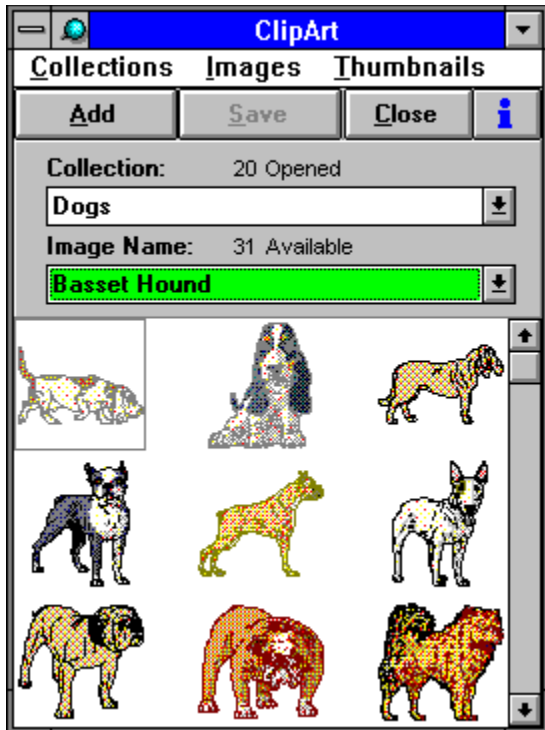 ClipArt
Collections Images Thumbnails
Add Save Close i
Collection: 20 Opened
Dogs
Image Name: 31 Available
Basset Hound